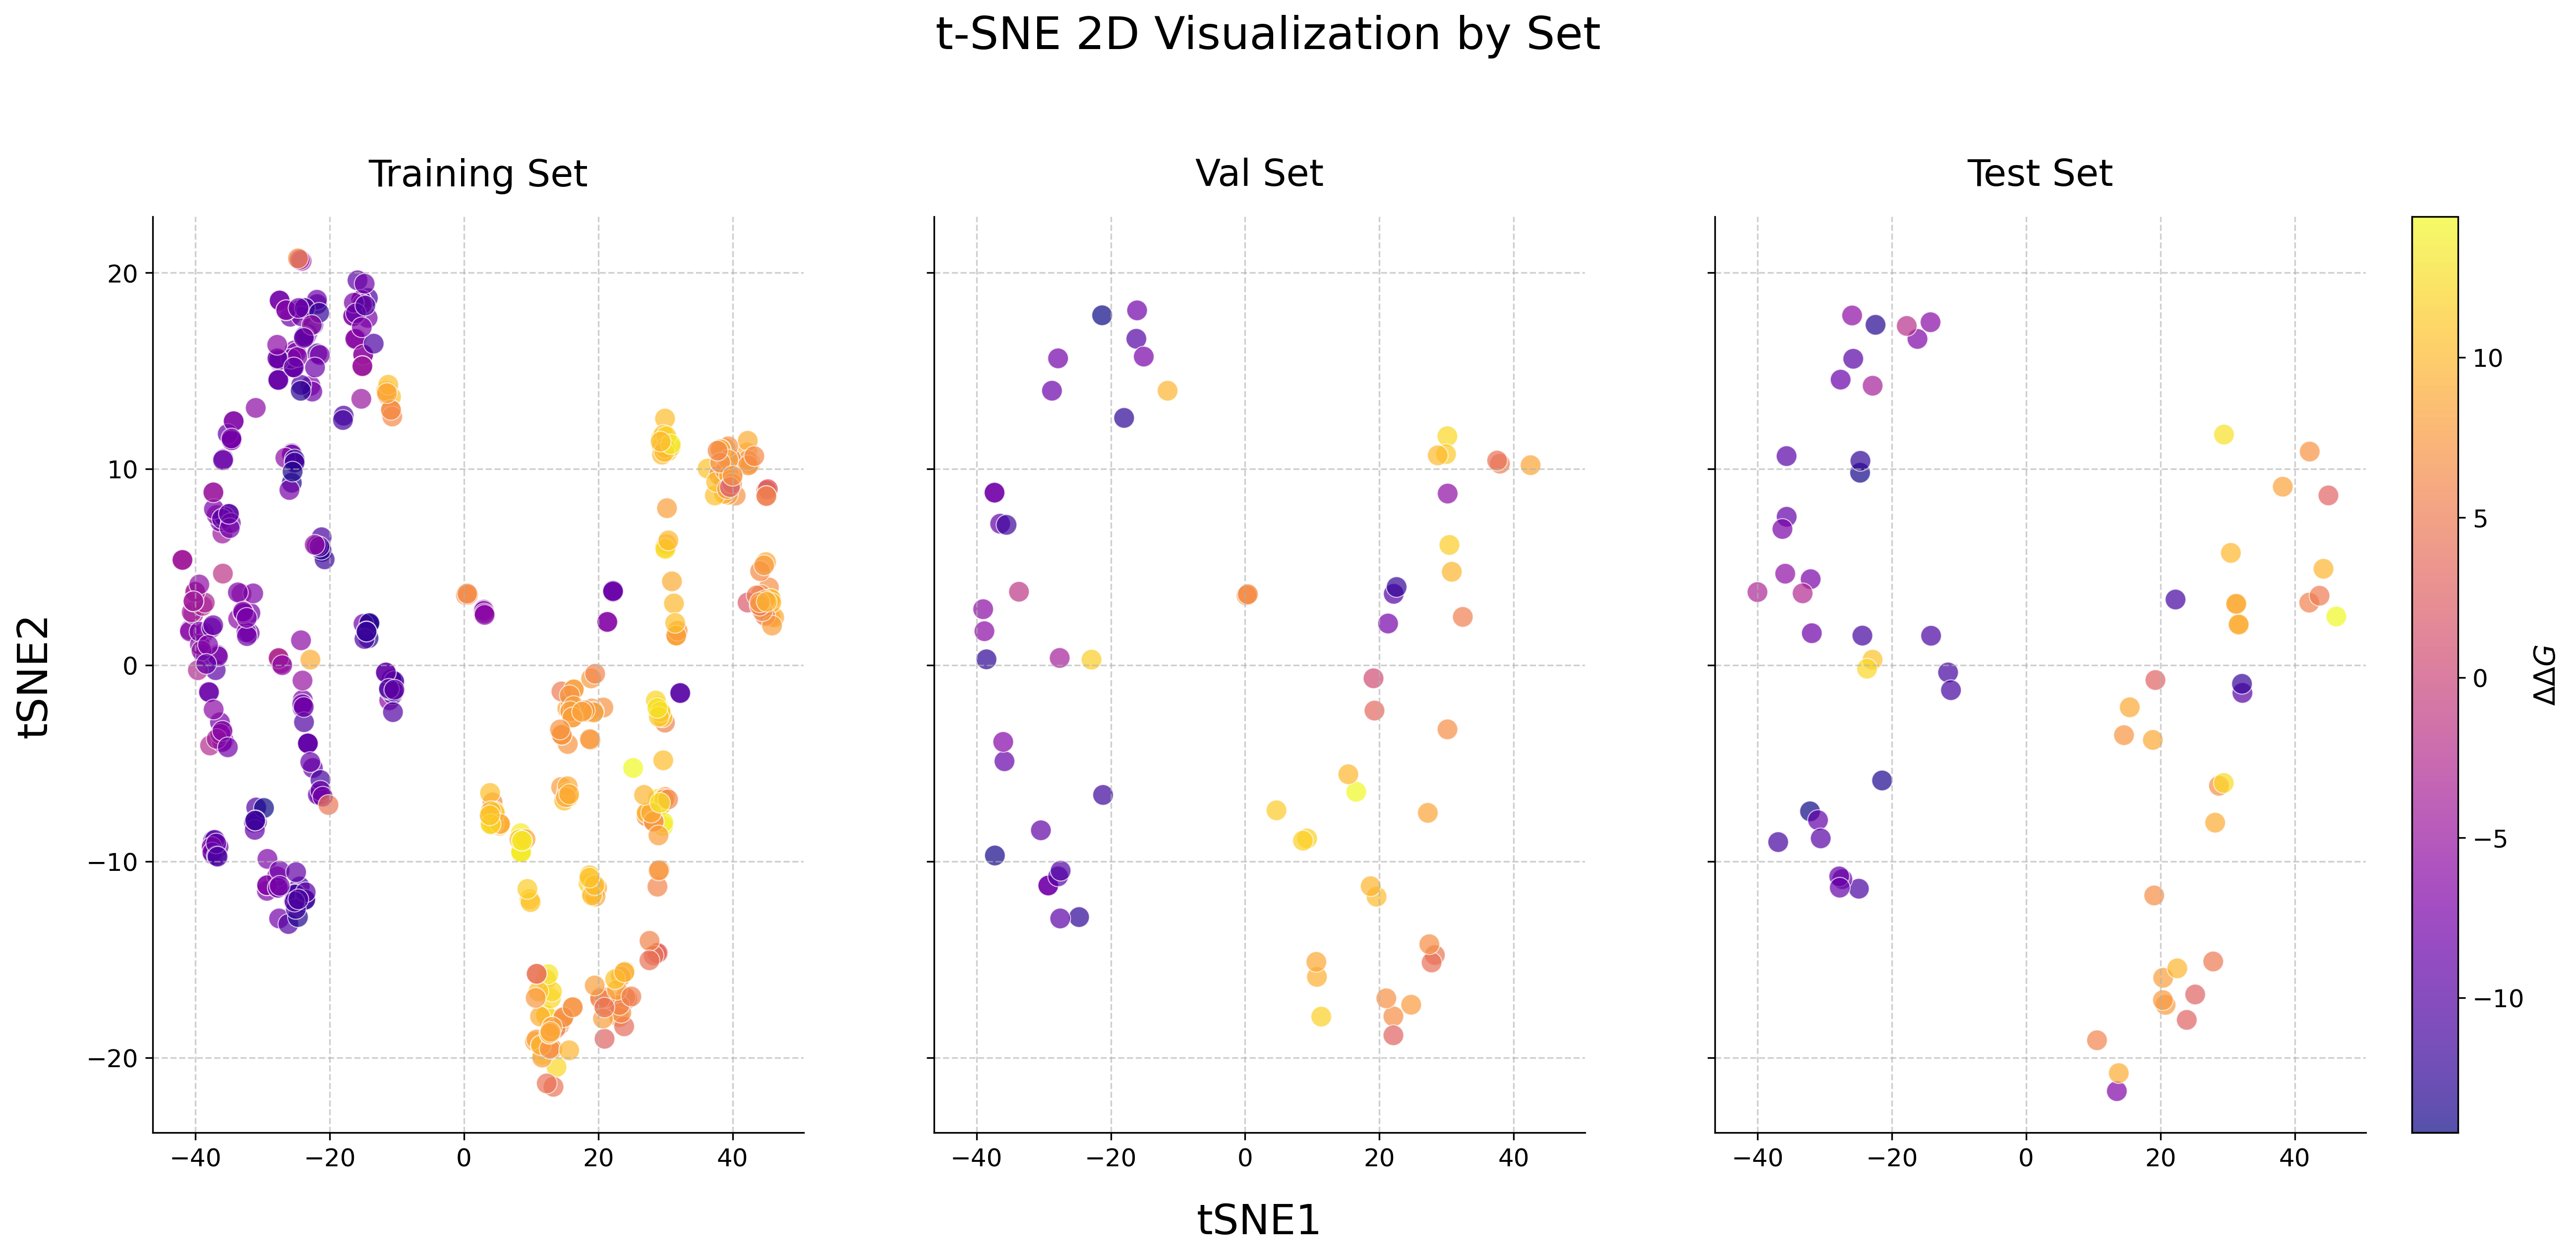 t-SNE 2D Visualization by Set
Training Set
Val Set
Test Set
20
10
0
−10
−20
tSNE2
−40 −20 0 20 40
−40 −20 0 20 40
−40 −20 0 20 40
tSNE1
10
5
0
−5
−10
ΔΔG